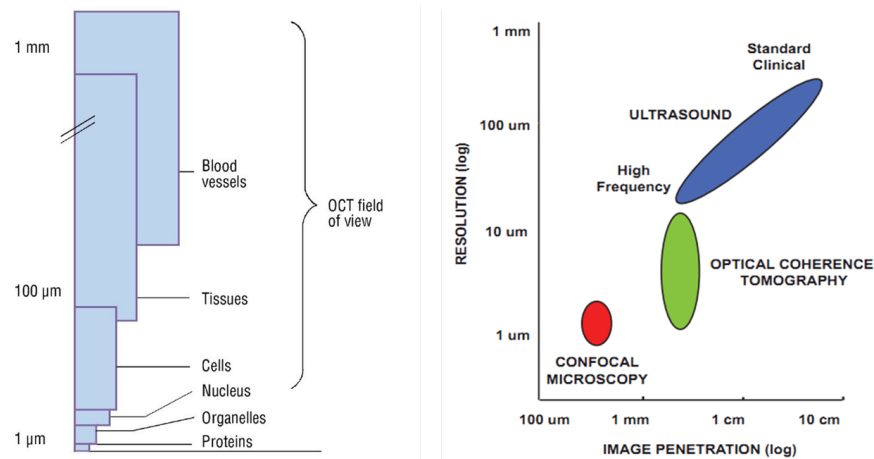 1 mm
Blood
vessels
OCT field
of view
100 µm
Tissues
Cells
Nucleus
Organelles
1 µm
Proteins
1 mm
Standard
Clinical
ULTRASOUND
100 um
High
Frequency
RESOLUTION (log)
10 um
OPTICAL COHERENCE
TOMOGRAPHY
1 um
CONFOCAL
MICROSCOPY
100 um 1 mm 1 cm 10 cm
IMAGE PENETRATION (log)